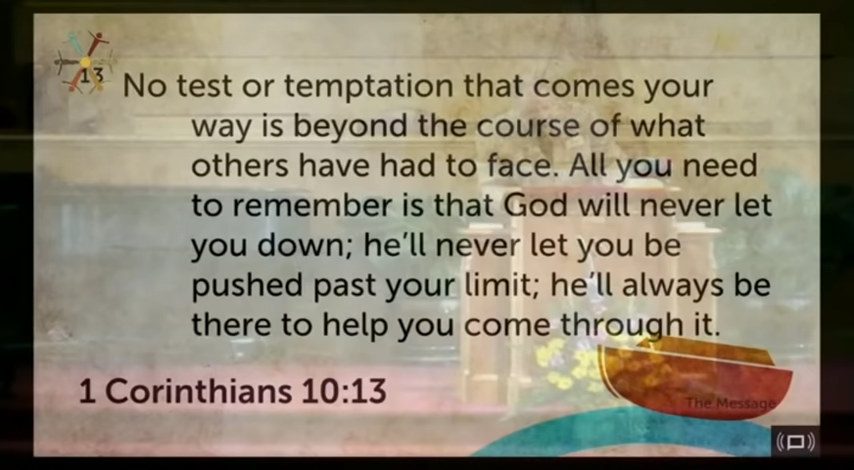 13 No test or temptation that comes your
way is beyond the course of what
others have had to face. All you need
to remember is that God will never let
you down; he'll never let you be
pushed past your limit; he'll always be
there to help you come through it.
1 Corinthians 10:13
The Message